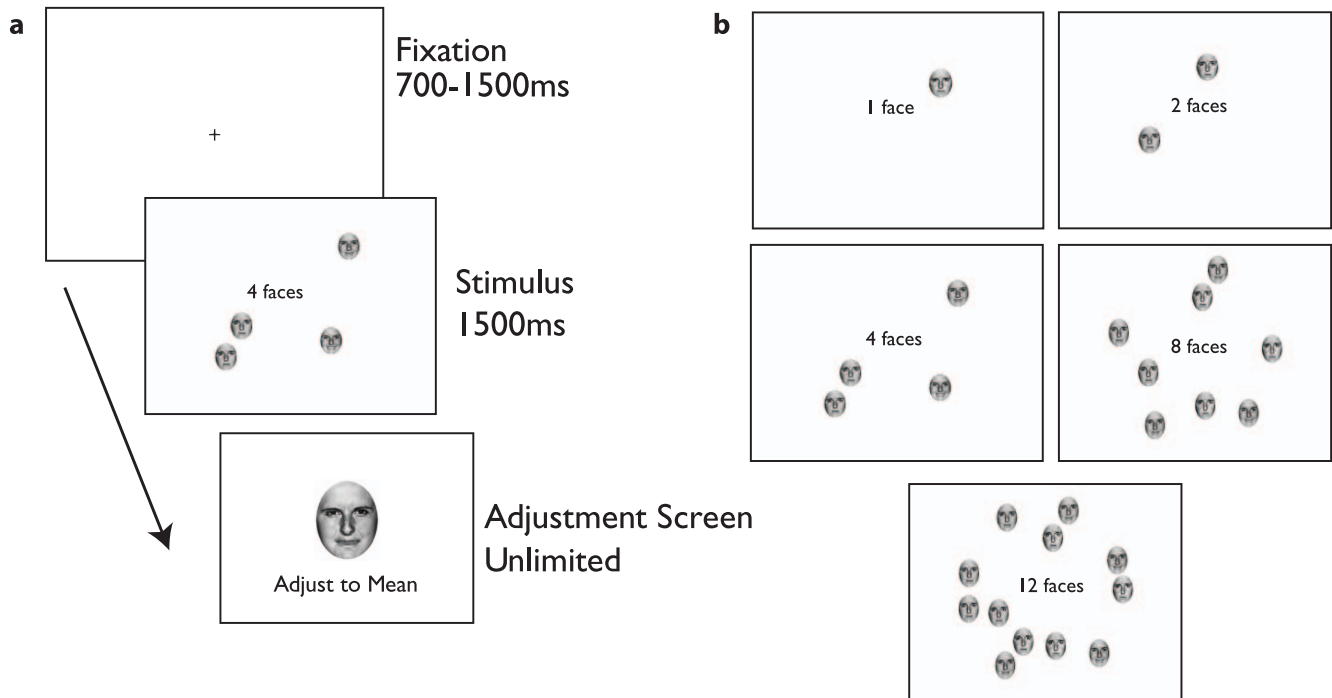 a
Fixation
700-1500ms
+
4 faces
Stimulus
1500ms
Adjust to Mean
Adjustment Screen
Unlimited
b
1 face
2 faces
4 faces
8 faces
12 faces